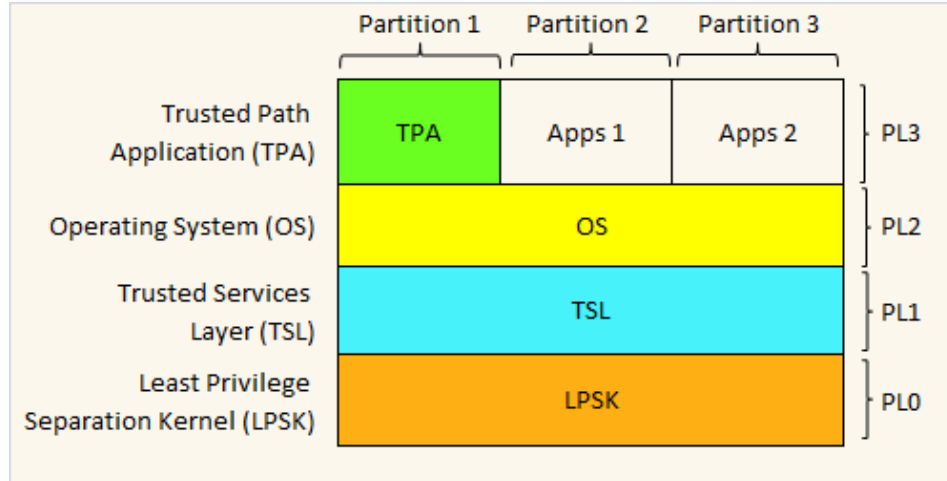 Partition 1 Partition 2 Partition 3
Trusted Path
Application (TPA)
TPA Apps 1 Apps 2 PL3
Operating System (OS) OS PL2
Trusted Services
Layer (TSL)
TSL PL1
Least Privilege
Separation Kernel (LPSK)
LPSK PL0